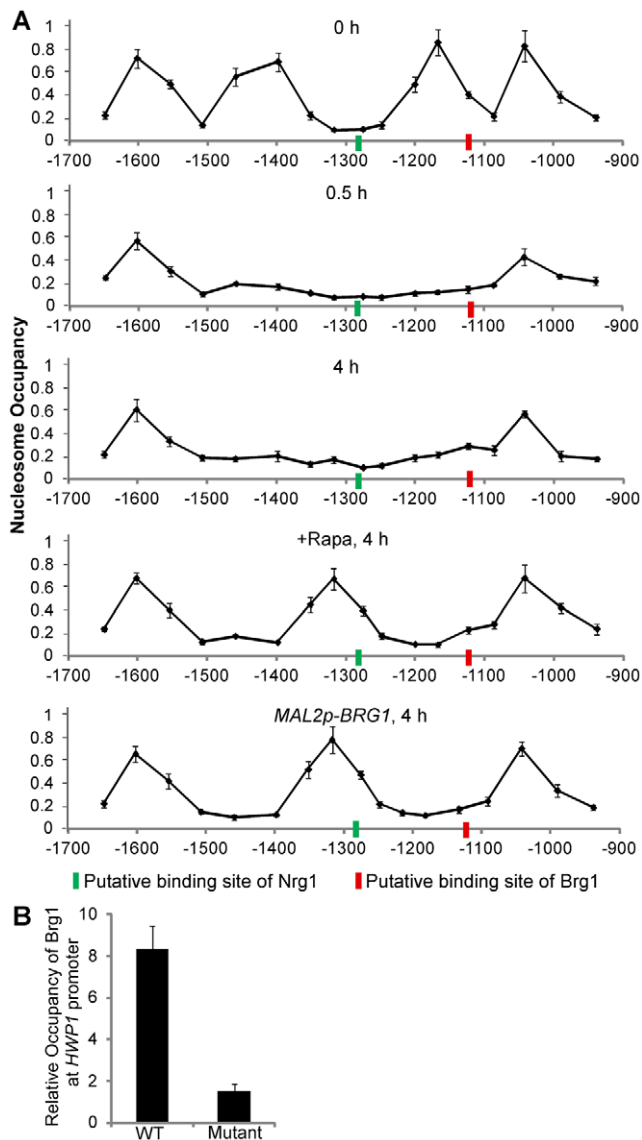 A
Nucleosome Occupancy
0 h
1
0.8
0.6
0.4
0.2
0
-1700 -1600 -1500 -1400 -1300 -1200 -1100 -1000 -900
0.5 h
1
0.8
0.6
0.4
0.2
0
-1700 -1600 -1500 -1400 -1300 -1200 -1100 -1000 -900
4 h
1
0.8
0.6
0.4
0.2
0
-1700 -1600 -1500 -1400 -1300 -1200 -1100 -1000 -900
+Rapa, 4 h
1
0.8
0.6
0.4
0.2
0
-1700 -1600 -1500 -1400 -1300 -1200 -1100 -1000 -900
MAL2p-BRG1, 4 h
1
0.8
0.6
0.4
0.2
0
-1700 -1600 -1500 -1400 -1300 -1200 -1100 -1000 -900
Putative binding site of Nrg1 Putative binding site of Brg1
B
Relative Occupancy of Brg1
at HWP1 promoter
10
8
6
4
2
0
WT Mutant